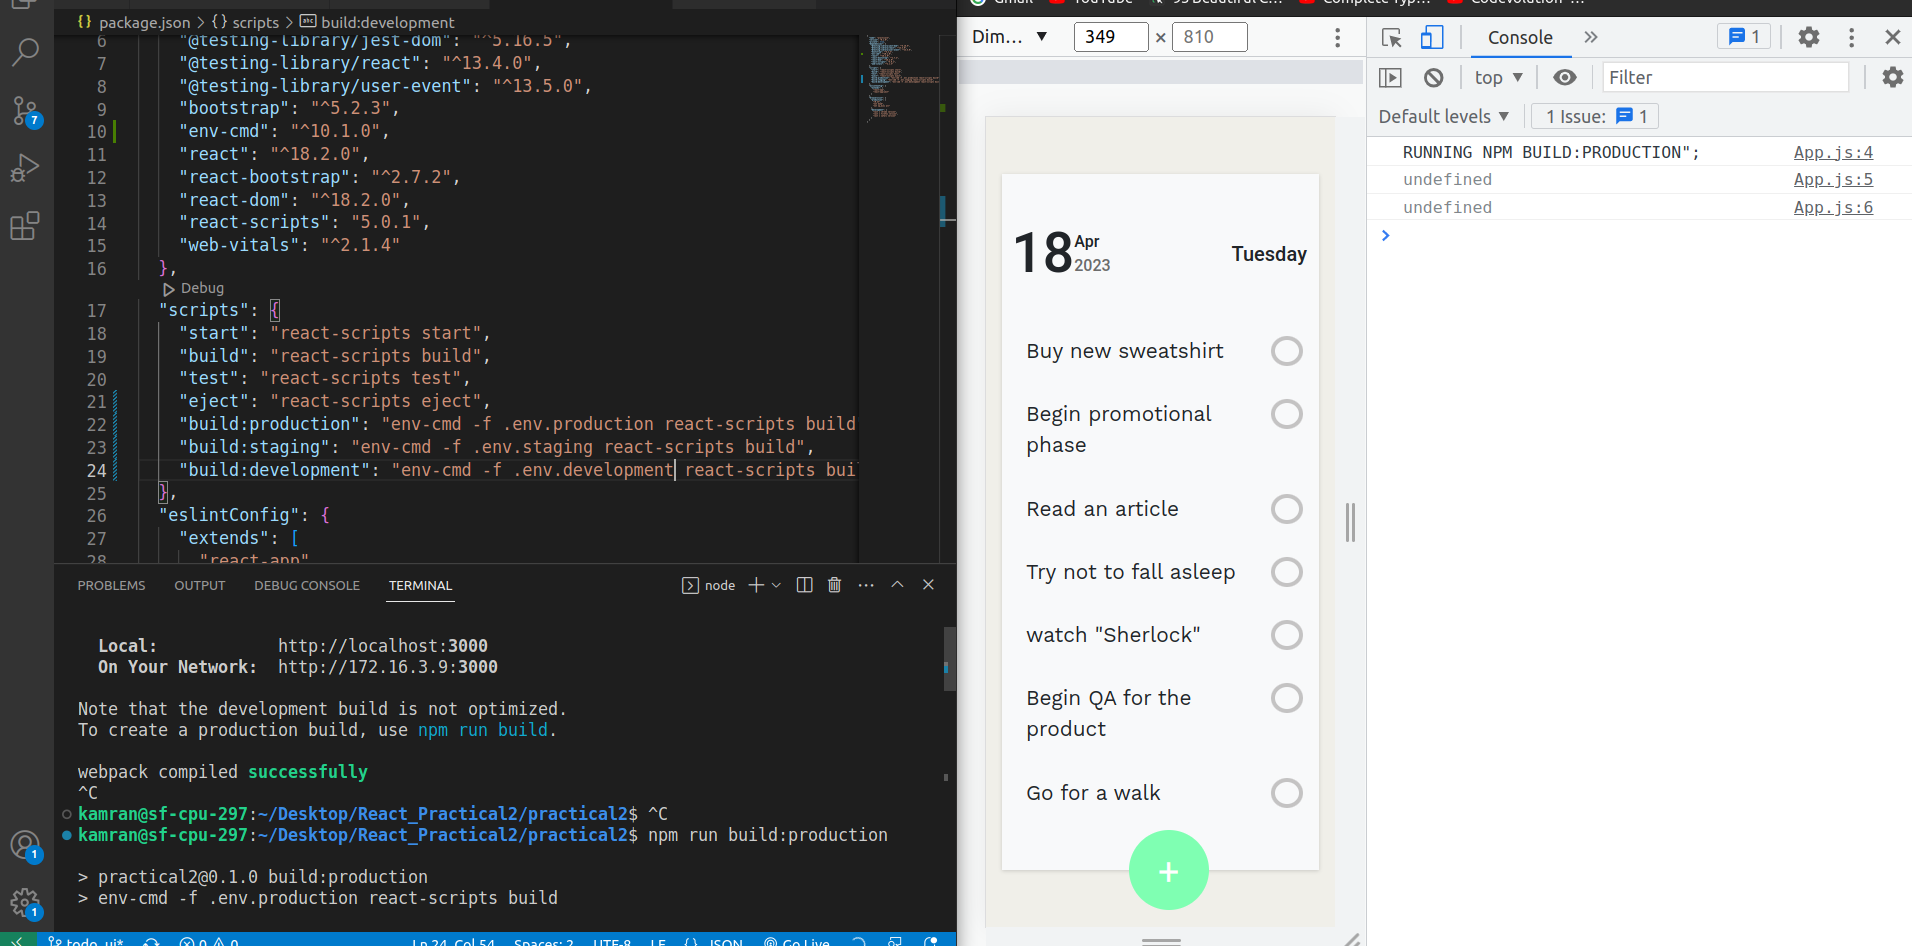 package.json > {} scripts > abc build:development
6 "@testing-library/jest-dom": "^5.16.5",
7 "@testing-library/react": "^13.4.0",
8 "@testing-library/user-event": "^13.5.0",
9 "bootstrap": "^5.2.3",
10 "env-cmd": "^10.1.0",
11 "react": "^18.2.0",
12 "react-bootstrap": "^2.7.2",
13 "react-dom": "^18.2.0",
14 "react-scripts": "5.0.1",
15 "web-vitals": "^2.1.4"
16 },
Debug
17 "scripts": {
18 "start": "react-scripts start",
19 "build": "react-scripts build",
20 "test": "react-scripts test",
21 "eject": "react-scripts eject",
22 "build:production": "env-cmd -f .env.production react-scripts build
23 "build:staging": "env-cmd -f .env.staging react-scripts build",
24 "build:development": "env-cmd -f .env.development react-scripts bui
25 },
26 "eslintConfig": {
27 "extends": [
28 "react-app"
7
1
1
PROBLEMS OUTPUT DEBUG CONSOLE TERMINAL node
Local: http://localhost:3000
On Your Network: http://172.16.3.9:3000
Note that the development build is not optimized.
To create a production build, use npm run build.
webpack compiled successfully
^C
kamran@sf-cpu-297:~/Desktop/React_Practical2/practical2$ ^C
kamran@sf-cpu-297:~/Desktop/React_Practical2/practical2$ npm run build:production
> practical2@0.1.0 build:production
> env-cmd -f .env.production react-scripts build
todo_ui* 0 0 Ln 24, Col 54 Spaces: 2 UTF-8 LF {} JSON Go Live
Gmail YouTube 95 Beautiful C... Complete Typ... Codevolution ...
Dim... 349 × 810
18 Apr
2023
Tuesday
Buy new sweatshirt
Begin promotional
phase
Read an article
Try not to fall asleep
watch "Sherlock"
Begin QA for the
product
Go for a walk
+
Console » 1
top Filter
Default levels 1 Issue: 1
RUNNING NPM BUILD:PRODUCTION"; App.js:4
undefined App.js:5
undefined App.js:6